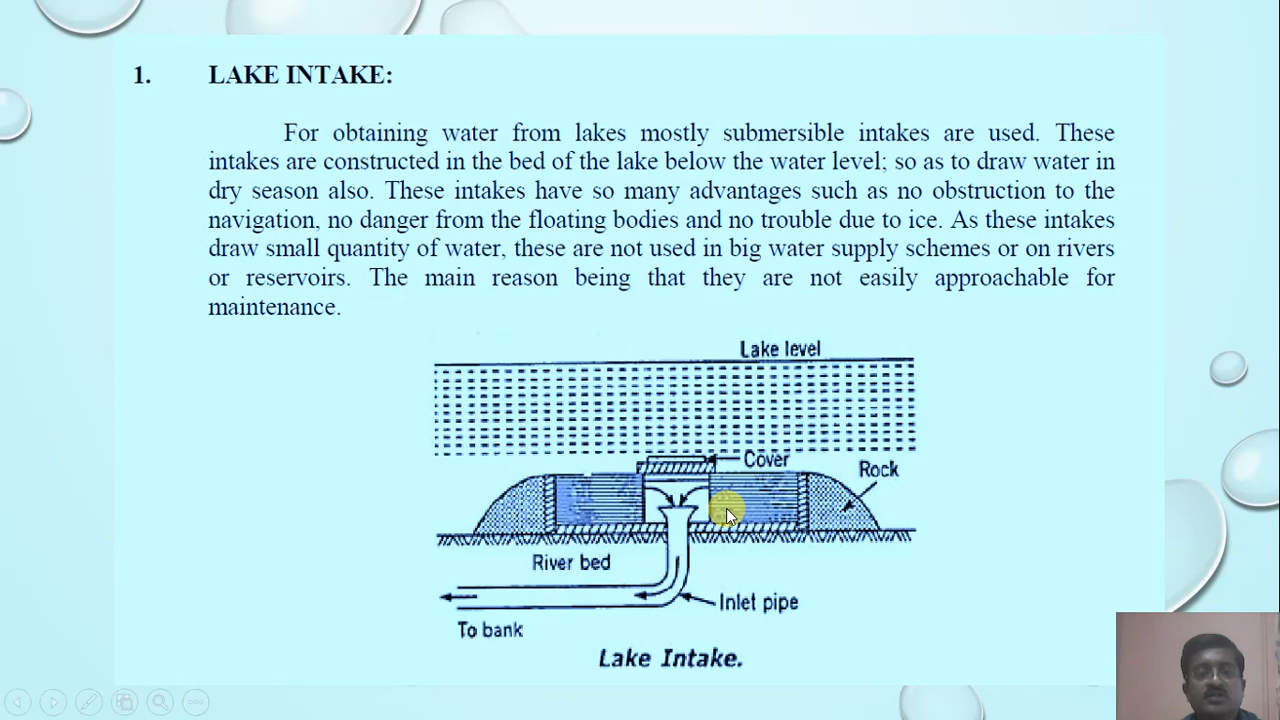 1. LAKE INTAKE:
For obtaining water from lakes mostly submersible intakes are used. These
intakes are constructed in the bed of the lake below the water level; so as to draw water in
dry season also. These intakes have so many advantages such as no obstruction to the
navigation, no danger from the floating bodies and no trouble due to ice. As these intakes
draw small quantity of water, these are not used in big water supply schemes or on rivers
or reservoirs. The main reason being that they are not easily approachable for
maintenance.
Lake level
Cover
Rock
River bed
Inlet pipe
To bank
Lake Intake.